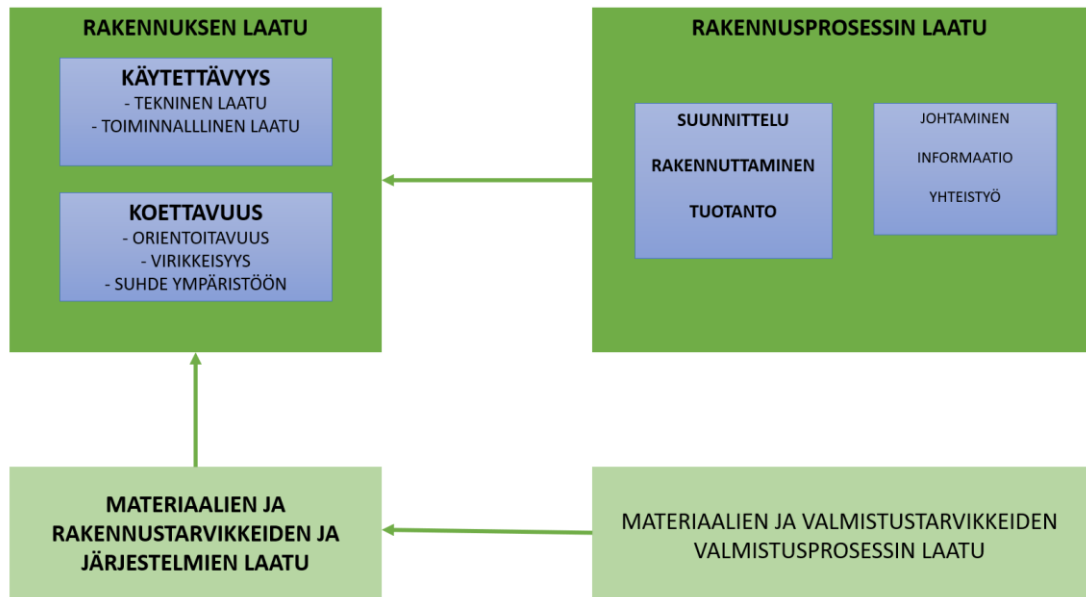 RAKENNUKSEN LAATU
KÄYTETTÄVYYS
- TEKNINEN LAATU
- TOIMINNALLLINEN LAATU
KOETTAVUUS
- ORIENTOITAVUUS
- VIRIKKEISYYS
- SUHDE YMPÄRISTÖÖN
RAKENNUSPROSESSIN LAATU
SUUNNITTELU
RAKENNUTTAMINEN
TUOTANTO
JOHTAMINEN
INFORMAATIO
YHTEISTYÖ
MATERIAALIEN JA
RAKENNUSTARVIKKEIDEN JA
JÄRJESTELMIEN LAATU
MATERIAALIEN JA VALMISTUSTARVIKKEIDEN
VALMISTUSPROSESSIN LAATU